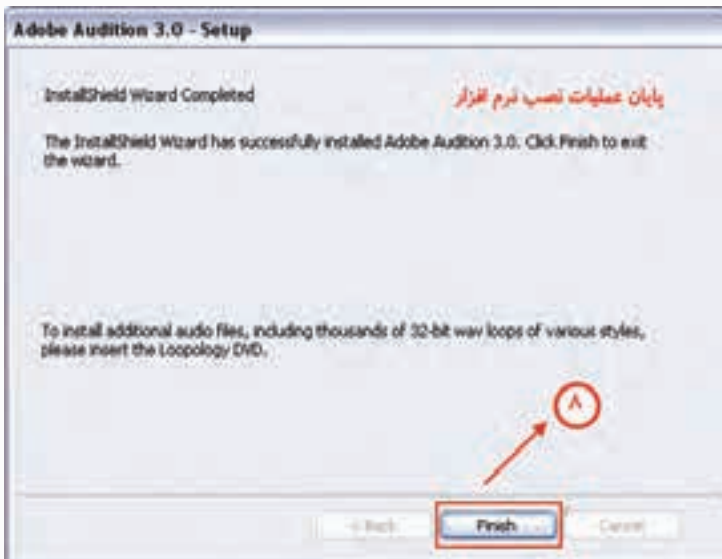 Adobe Audition 3.0 - Setup
InstallShield Wizard Completed
پایان عملیات نصب نرم افزار
The InstallShield Wizard has successfully installed Adobe Audition 3.0. Click Finish to exit
the wizard.
To install additional audio files, including thousands of 32-bit wav loops of various styles,
please insert the Loopology DVD.
۸
< Back
Finish
Cancel